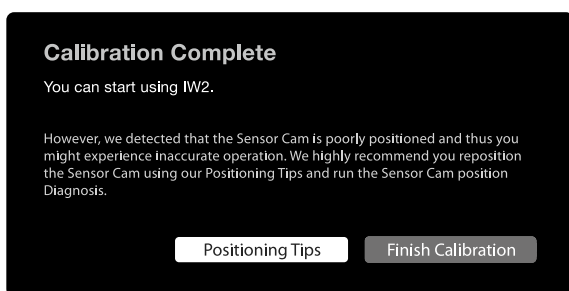 Calibration Complete
You can start using IW2.
However, we detected that the Sensor Cam is poorly positioned and thus you
might experience inaccurate operation. We highly recommend you reposition
the Sensor Cam using our Positioning Tips and run the Sensor Cam position
Diagnosis.
Positioning Tips Finish Calibration